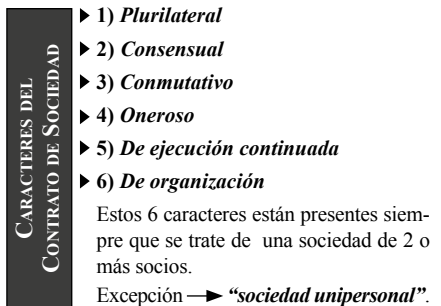 CARACTERES DEL
CONTRATO DE SOCIEDAD
1) Plurilateral
2) Consensual
3) Conmutativo
4) Oneroso
5) De ejecución continuada
6) De organización
Estos 6 caracteres están presentes siem-
pre que se trate de una sociedad de 2 o
más socios.
Excepción → “sociedad unipersonal”.